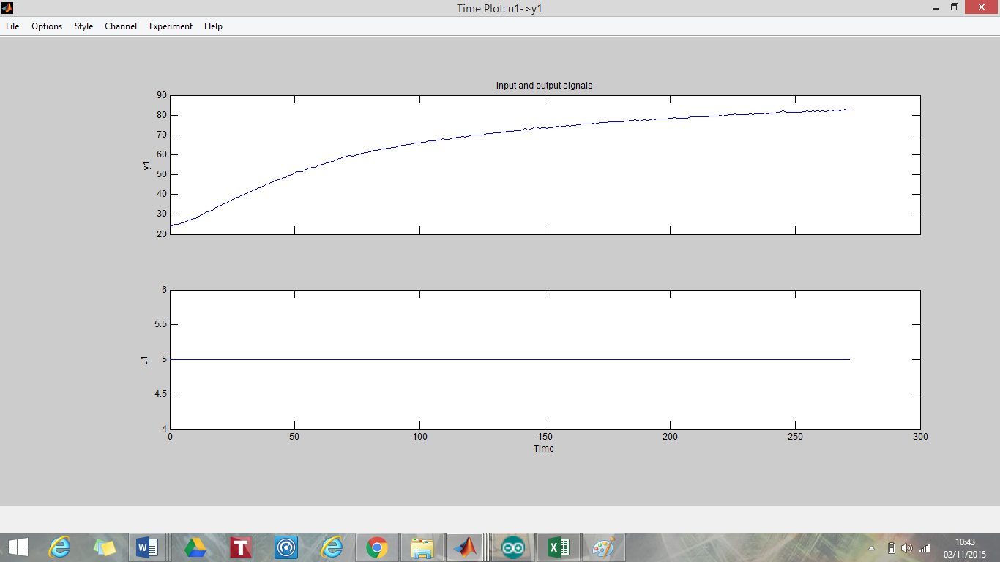 Time Plot: u1->y1
File Options Style Channel Experiment Help
Input and output signals
90
80
70
60
50
40
30
20
y1
6
5.5
5
4.5
4
u1
0 50 100 150 200 250 300
Time
W T
10:43
02/11/2015